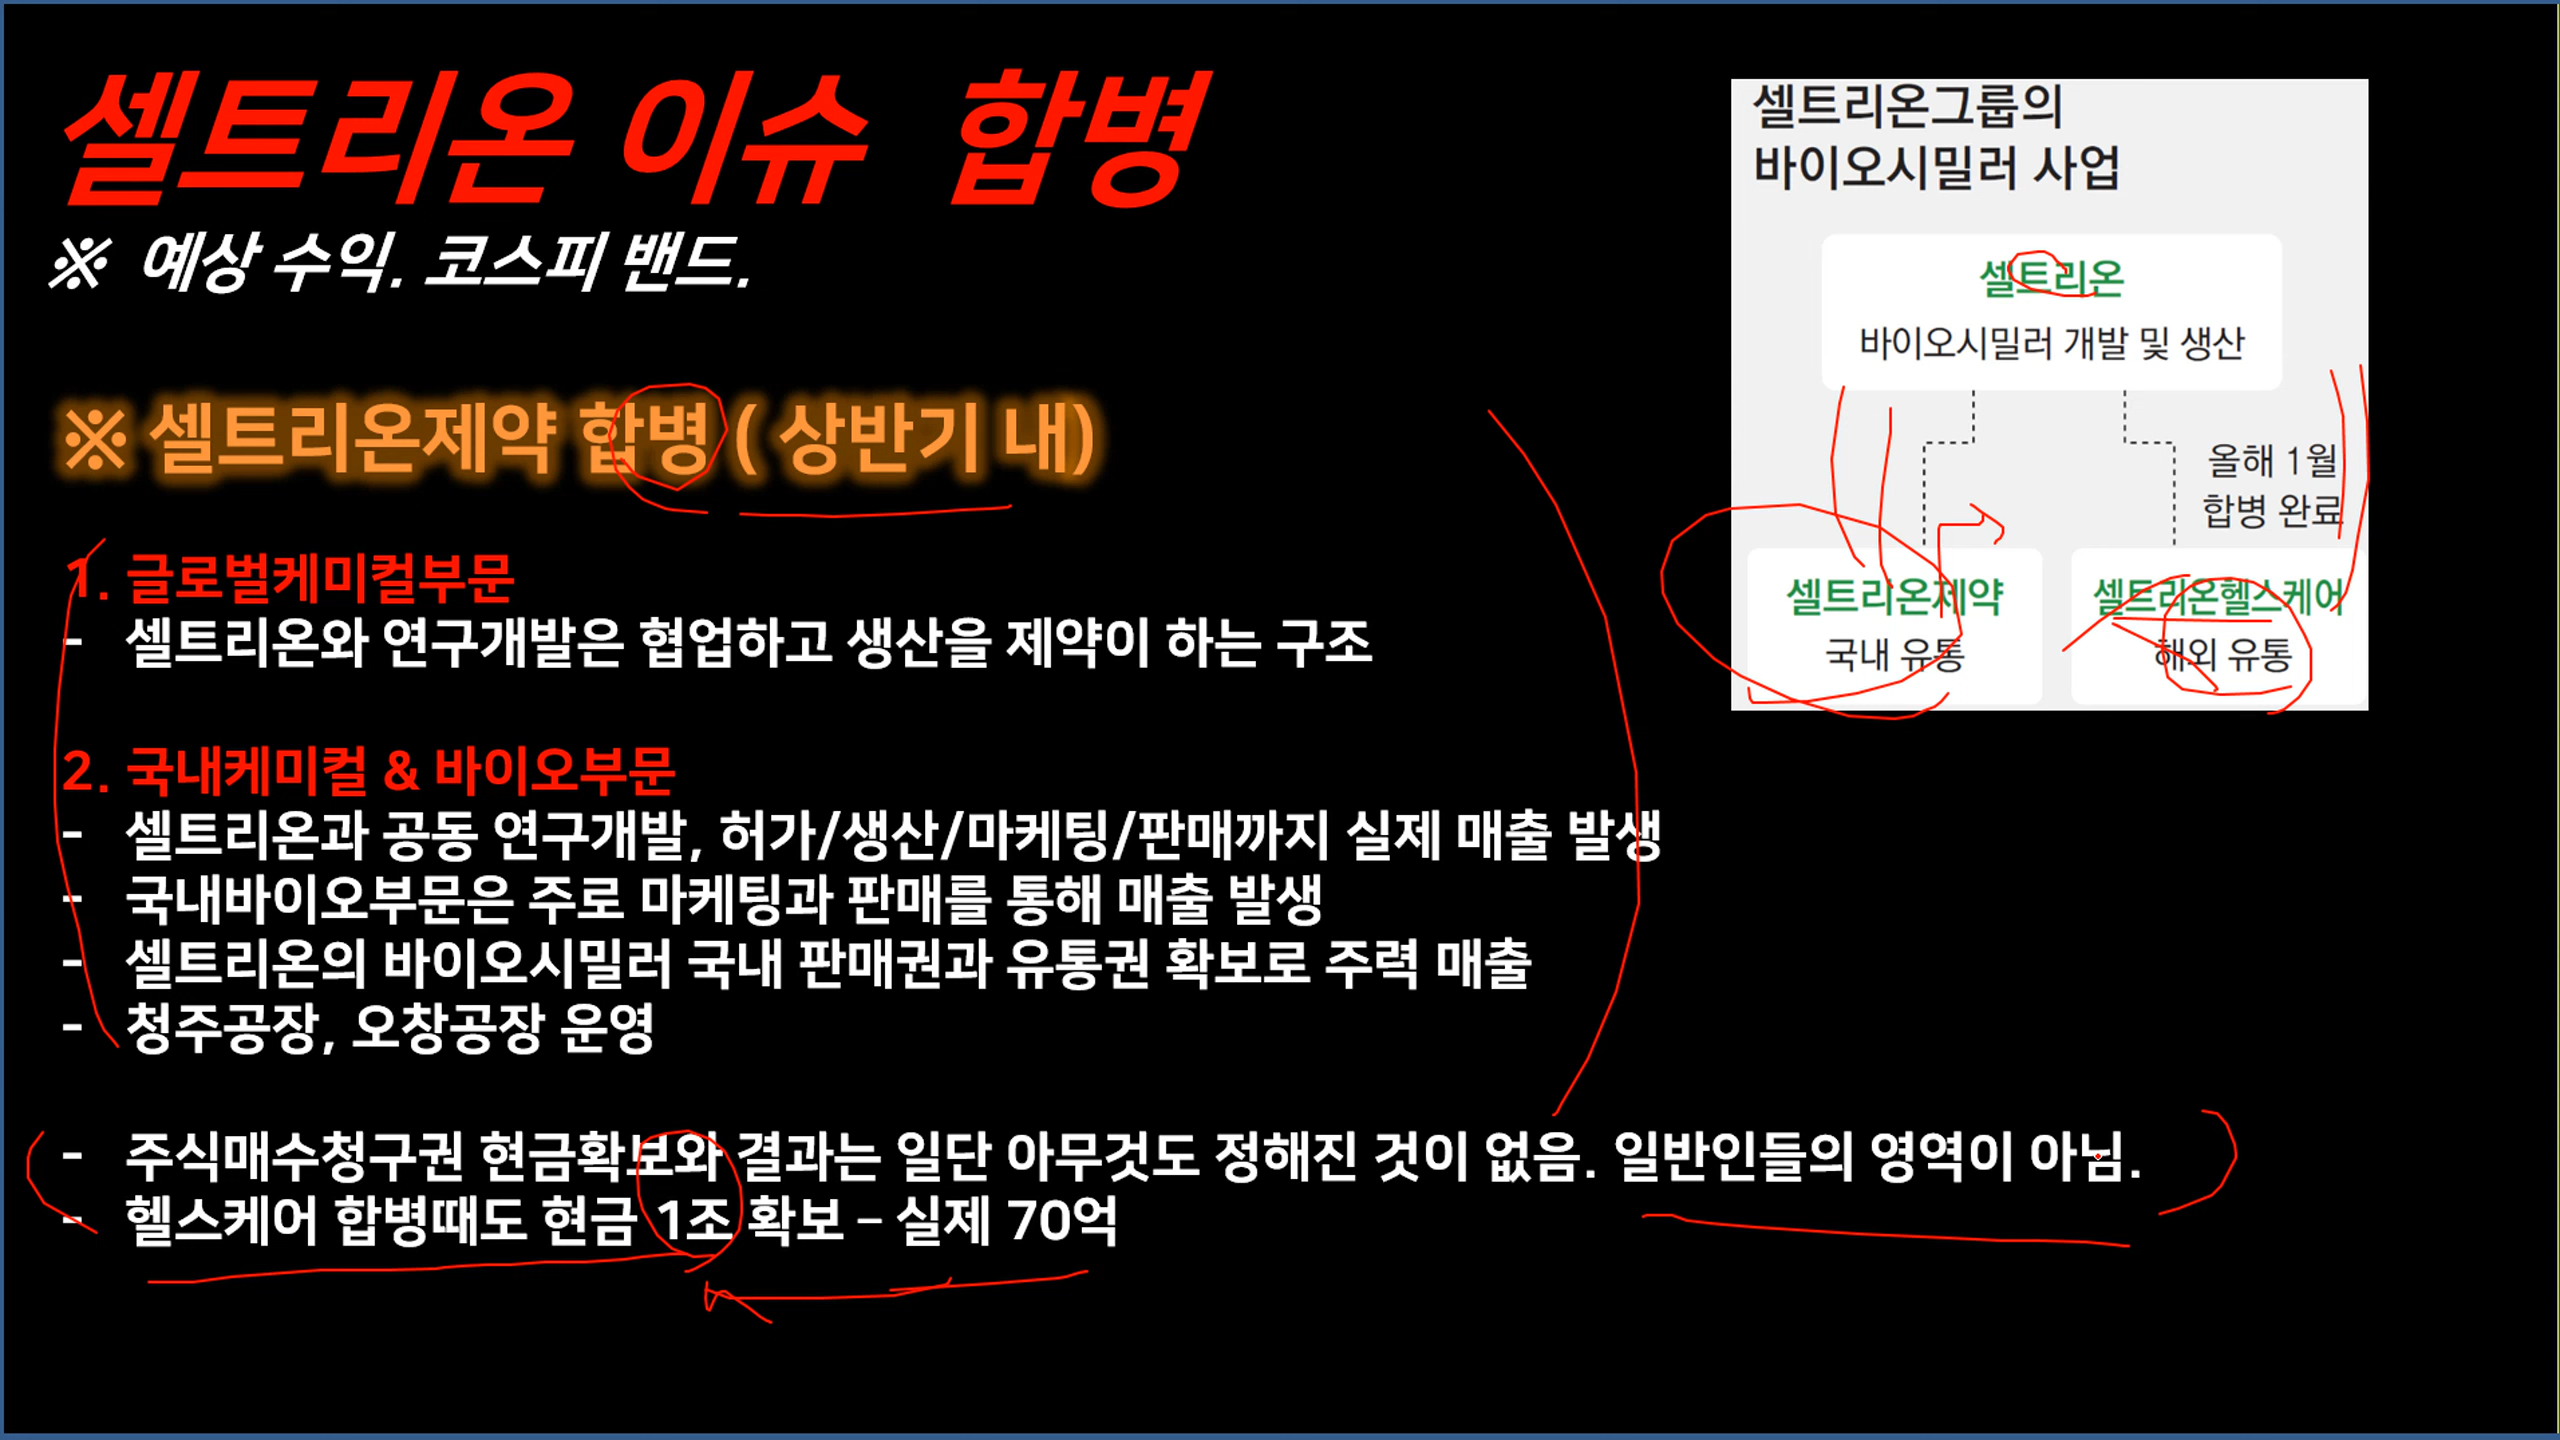 셀트리온 이슈 합병
※ 예상 수익. 코스피 밴드.
※ 셀트리온제약 합병 ( 상반기 내)
1. 글로벌케미컬부문
- 셀트리온와 연구개발은 협업하고 생산을 제약이 하는 구조
2. 국내케미컬 & 바이오부문
- 셀트리온과 공동 연구개발, 허가/생산/마케팅/판매까지 실제 매출 발생
- 국내바이오부문은 주로 마케팅과 판매를 통해 매출 발생
- 셀트리온의 바이오시밀러 국내 판매권과 유통권 확보로 주력 매출
- 청주공장, 오창공장 운영
- 주식매수청구권 현금확보와 결과는 일단 아무것도 정해진 것이 없음. 일반인들의 영역이 아님.
- 헬스케어 합병때도 현금 1조 확보 – 실제 70억
셀트리온그룹의
바이오시밀러 사업
셀트리온
바이오시밀러 개발 및 생산
올해 1월
합병 완료
셀트리온제약
국내 유통
셀트리온헬스케어
해외 유통